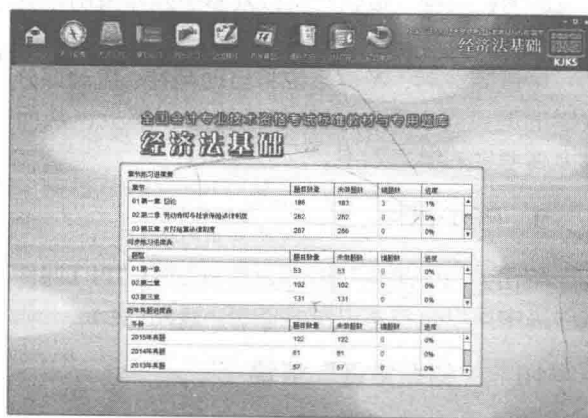 经济法基础
KJKS
全国会计专业技术资格考试标准教材与专用题库
经济法基础
章节练习进度表
章节 题目数量 未做题数 错题数 进度
01 第一章 总论 186 183 3 1%
02 第二章 劳动合同与社会保险法律制度 262 262 0 0%
03 第三章 支付结算法律制度 267 266 0 0%
同步练习进度表
题型 题目数量 未做题数 错题数 进度
01 第一章 53 53 0 0%
02 第二章 102 102 0 0%
03 第三章 131 131 0 0%
历年真题进度表
年份 题目数量 未做题数 错题数 进度
2015年真题 122 122 0 0%
2014年真题 61 61 0 0%
2013年真题 57 57 0 0%